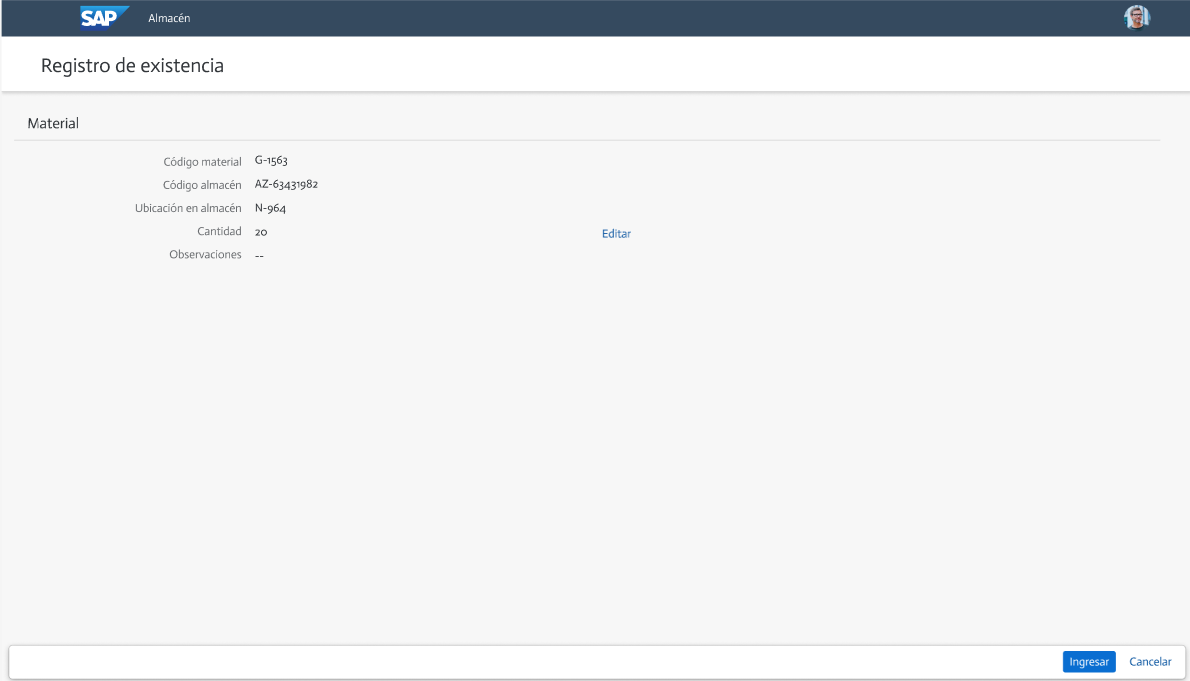 SAP Almacén
Registro de existencia
Material
Código material G-1563
Código almacén AZ-63431982
Ubicación en almacén N-964
Cantidad 20 Editar
Observaciones --
Ingresar Cancelar